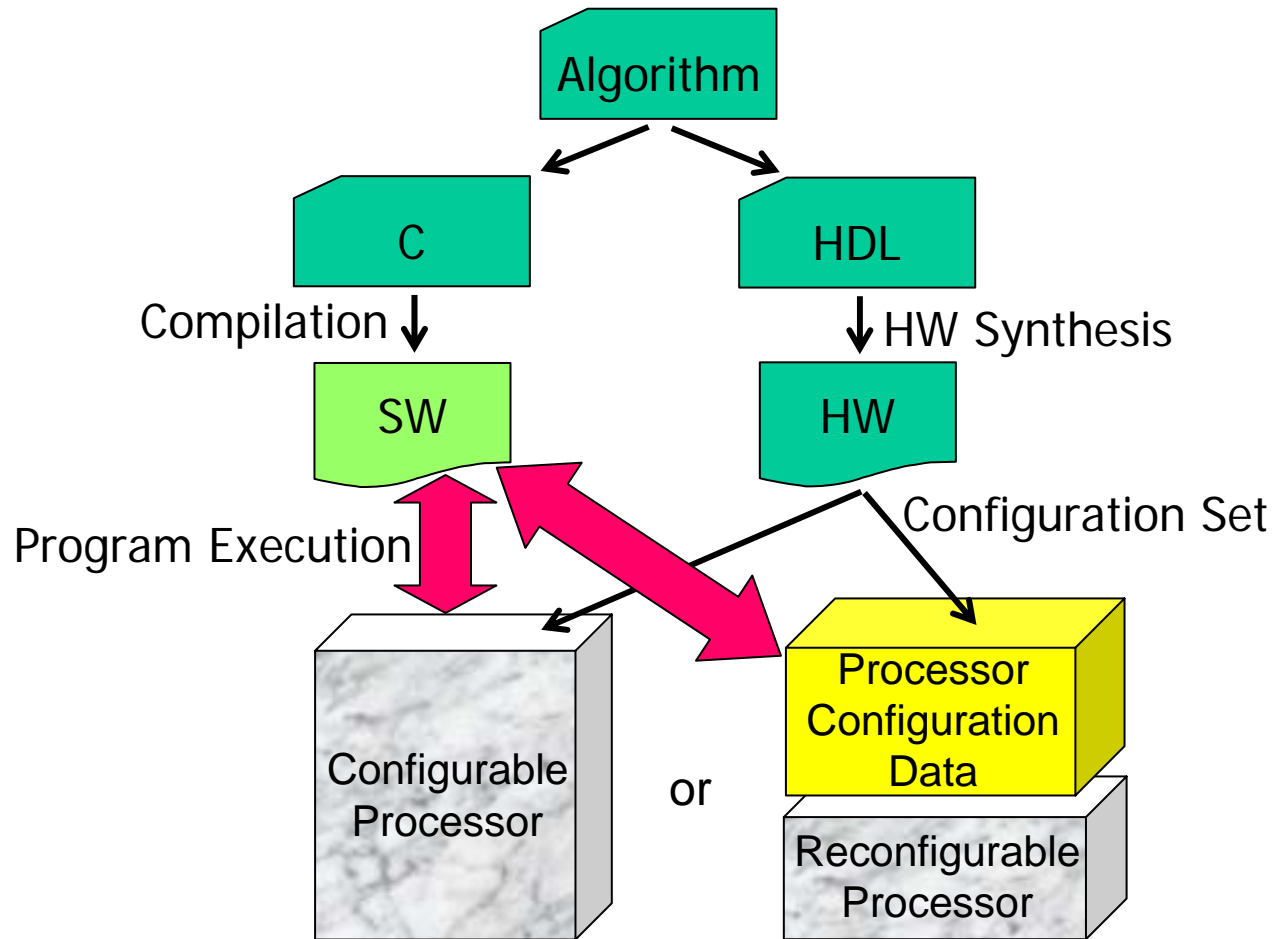 Algorithm
C
HDL
Compilation
HW Synthesis
SW
HW
Program Execution
Configuration Set
Configurable
Processor
or
Processor
Configuration
Data
Reconfigurable
Processor